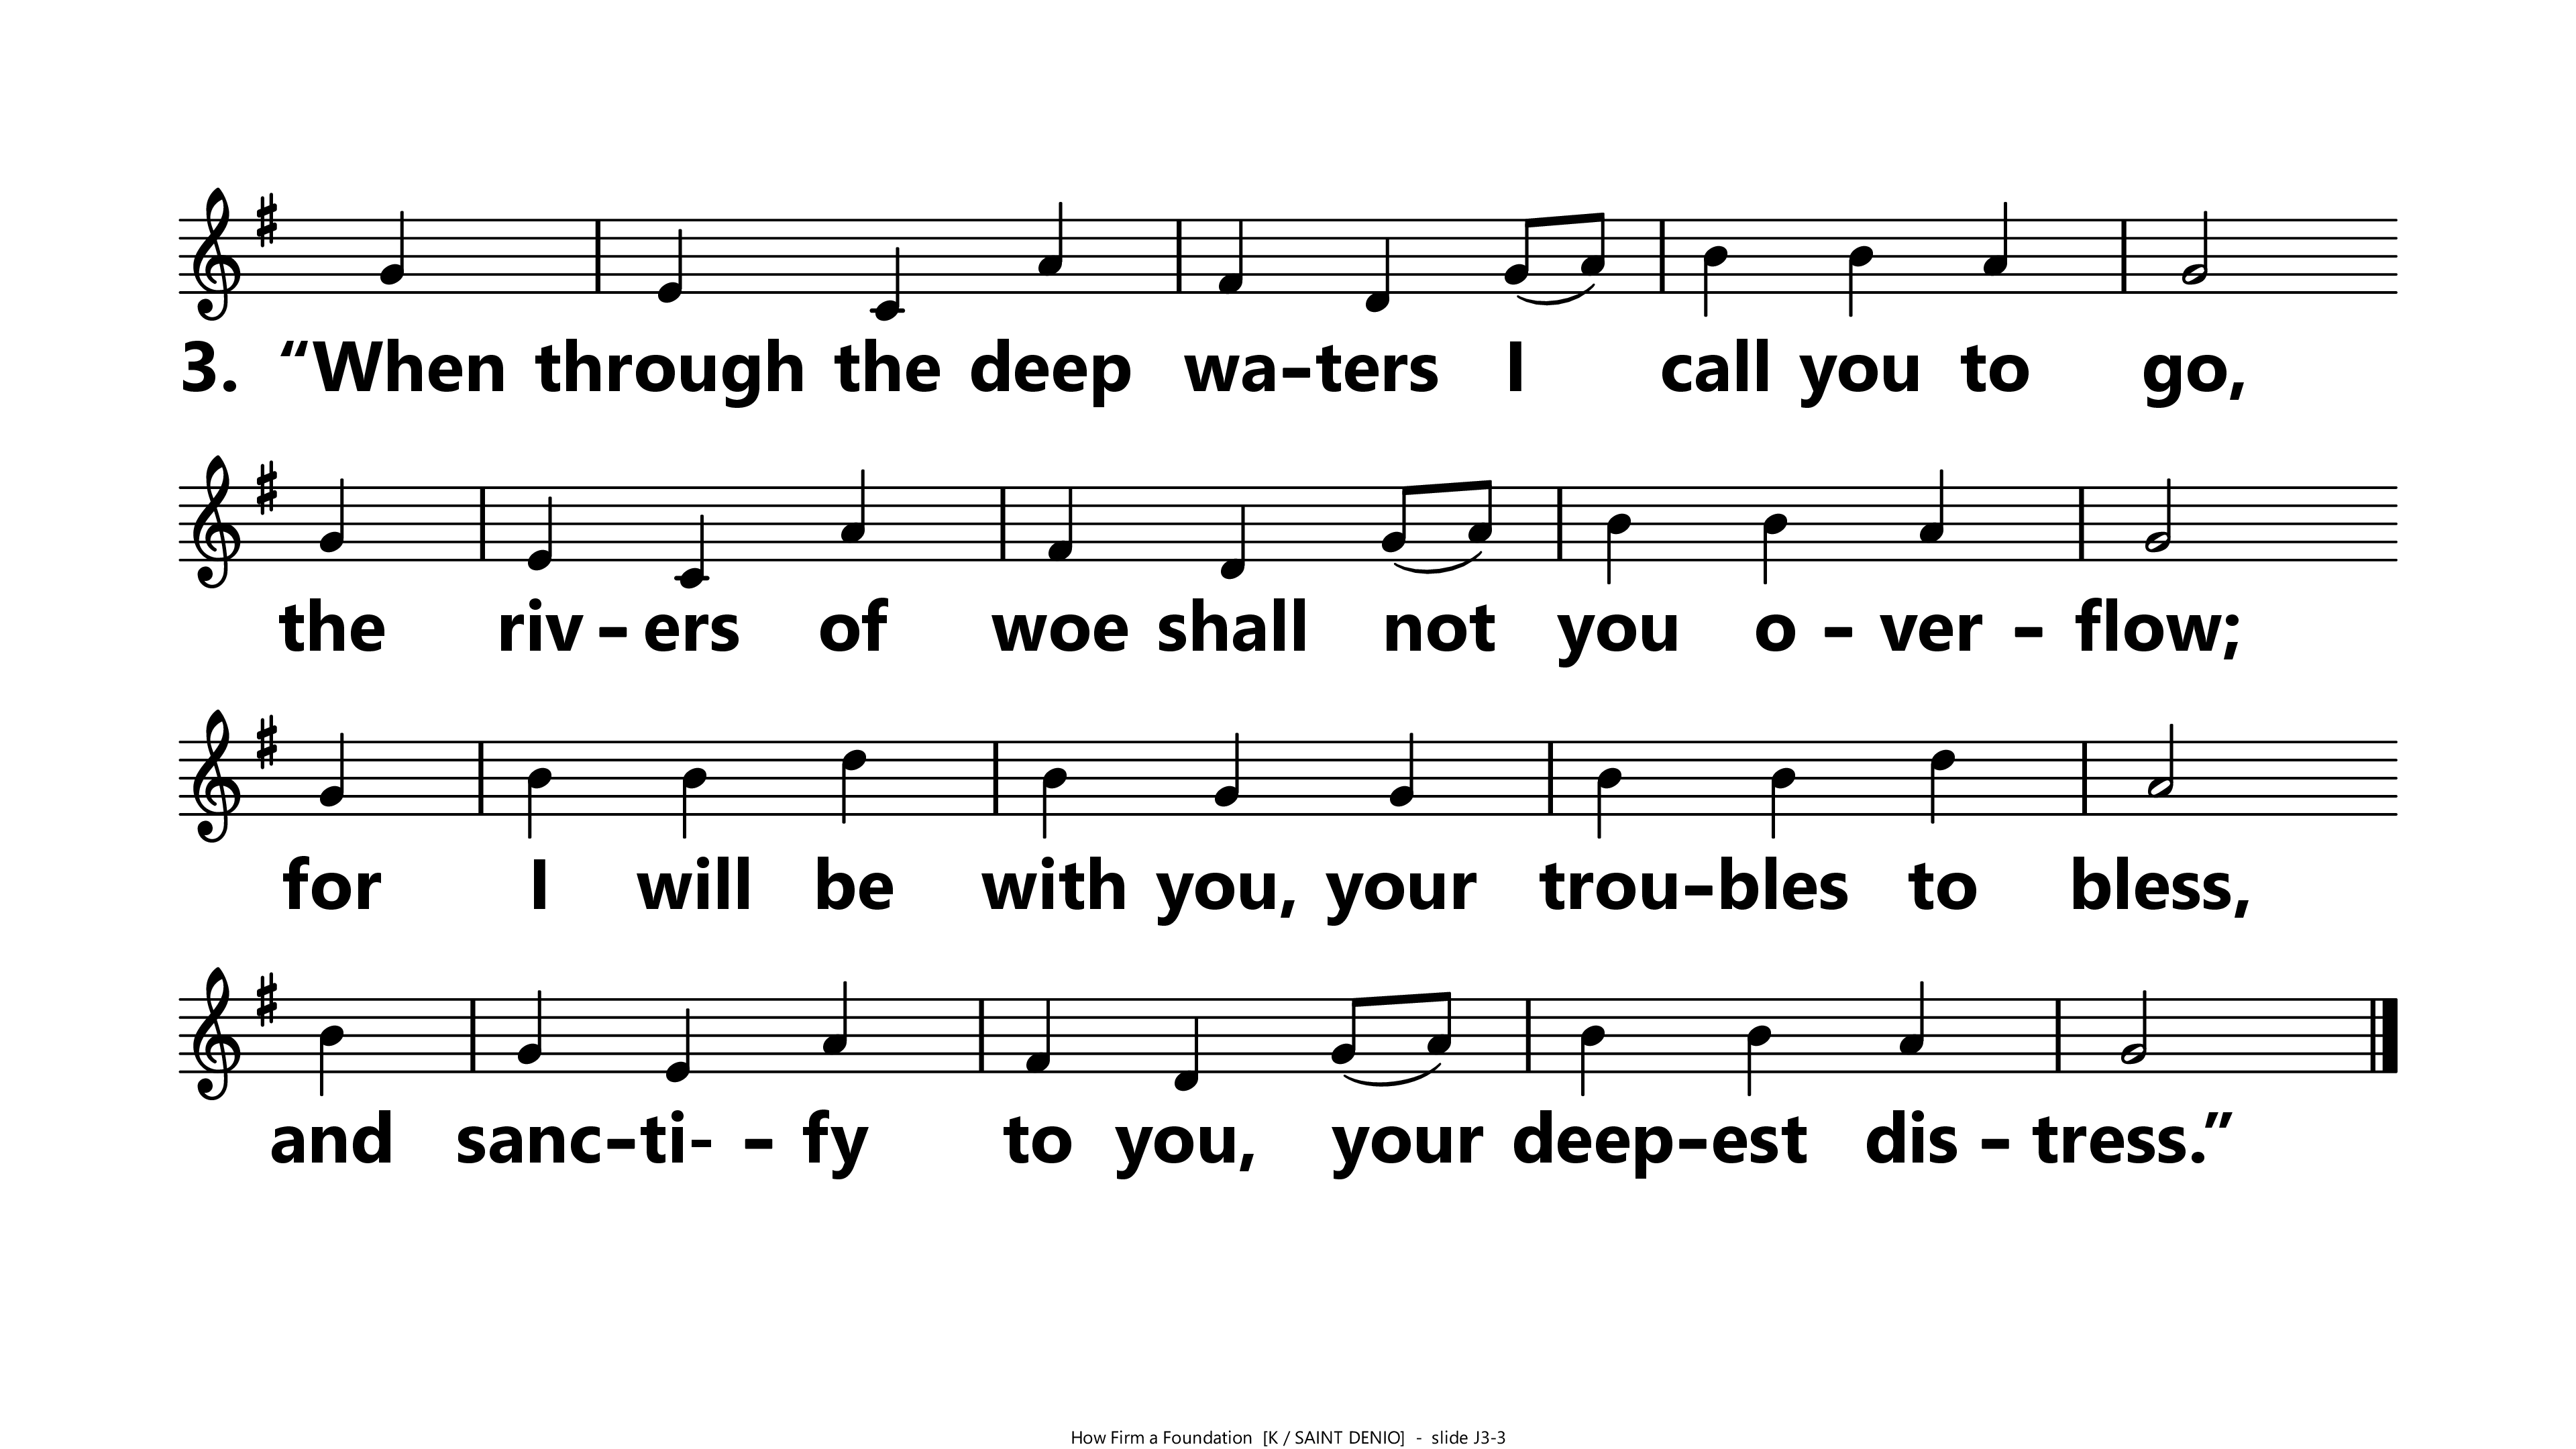 3. “When through the deep wa-ters I call you to go,
the riv-ers of woe shall not you o-ver-flow;
for I will be with you, your trou-bles to bless,
and sanc-ti- - fy to you, your deep-est dis-tress.”
How Firm a Foundation [K / SAINT DENIO] - slide J3-3